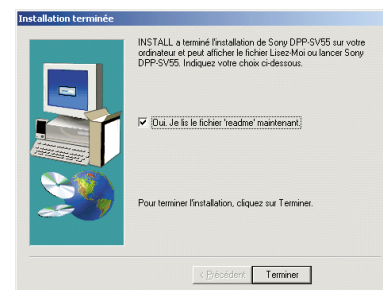 Installation terminée
INSTALL a terminé l'installation de Sony DPP-SV55 sur votre
ordinateur et peut afficher le fichier Lisez-Moi ou lancer Sony
DPP-SV55. Indiquez votre choix ci-dessous.
Oui. Je lis le fichier 'readme' maintenant.
Pour terminer l'installation, cliquez sur Terminer.
< Précédent
Terminer